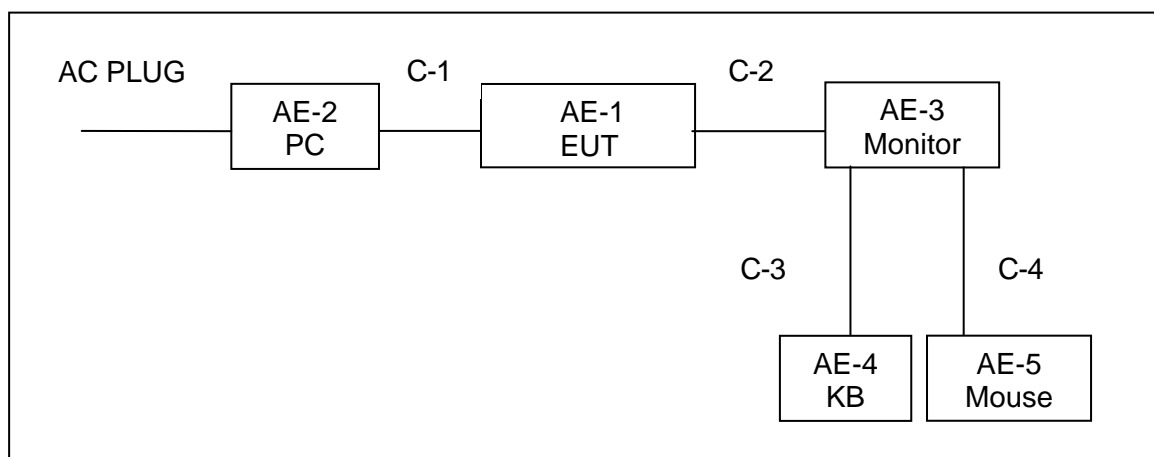 AC PLUG
C-1
C-2
AE-2
PC
AE-1
EUT
AE-3
Monitor
C-3
C-4
AE-4
KB
AE-5
Mouse